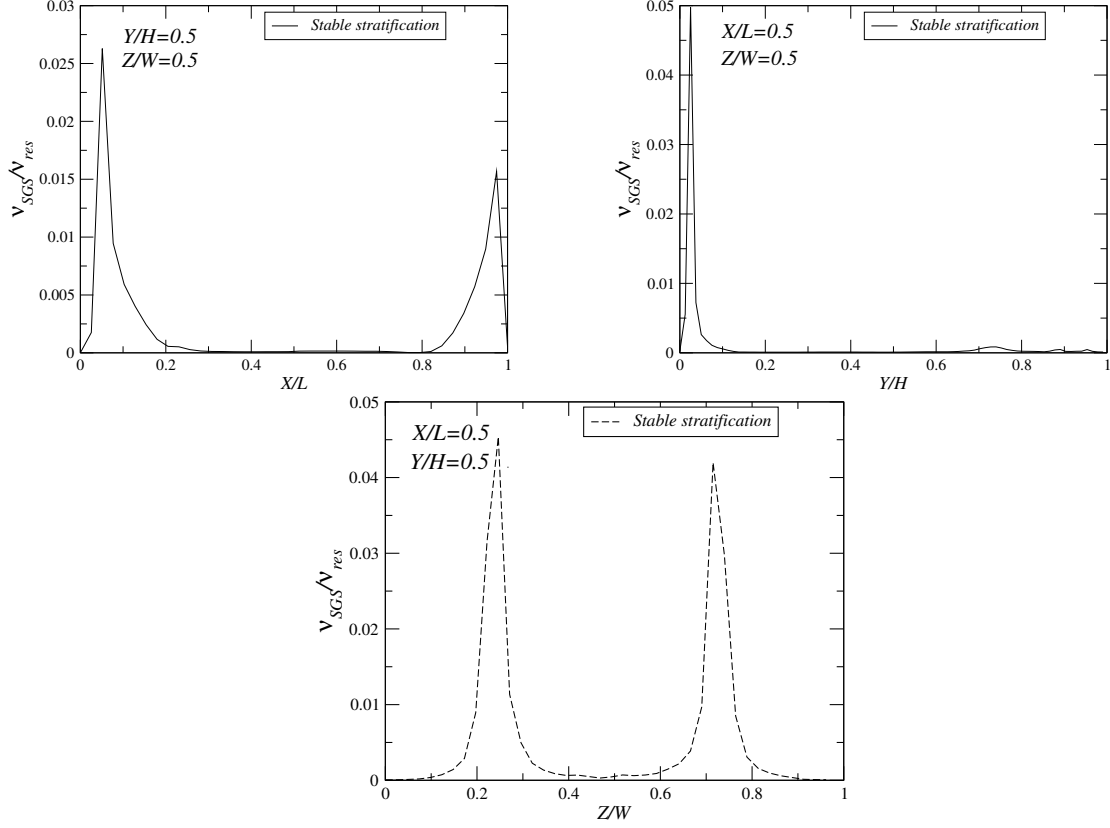 0.03
0.025
0.02
0.015
0.01
0.005
0
ν_SGS/ν_res
Y/H=0.5
Z/W=0.5
Stable stratification
0 0.2 0.4 0.6 0.8 1
X/L
0.05
0.04
0.03
0.02
0.01
0
ν_SGS/ν_res
X/L=0.5
Z/W=0.5
Stable stratification
0 0.2 0.4 0.6 0.8 1
Y/H
0.05
0.04
0.03
0.02
0.01
0
ν_SGS/ν_res
X/L=0.5
Y/H=0.5
Stable stratification
0 0.2 0.4 0.6 0.8 1
Z/W